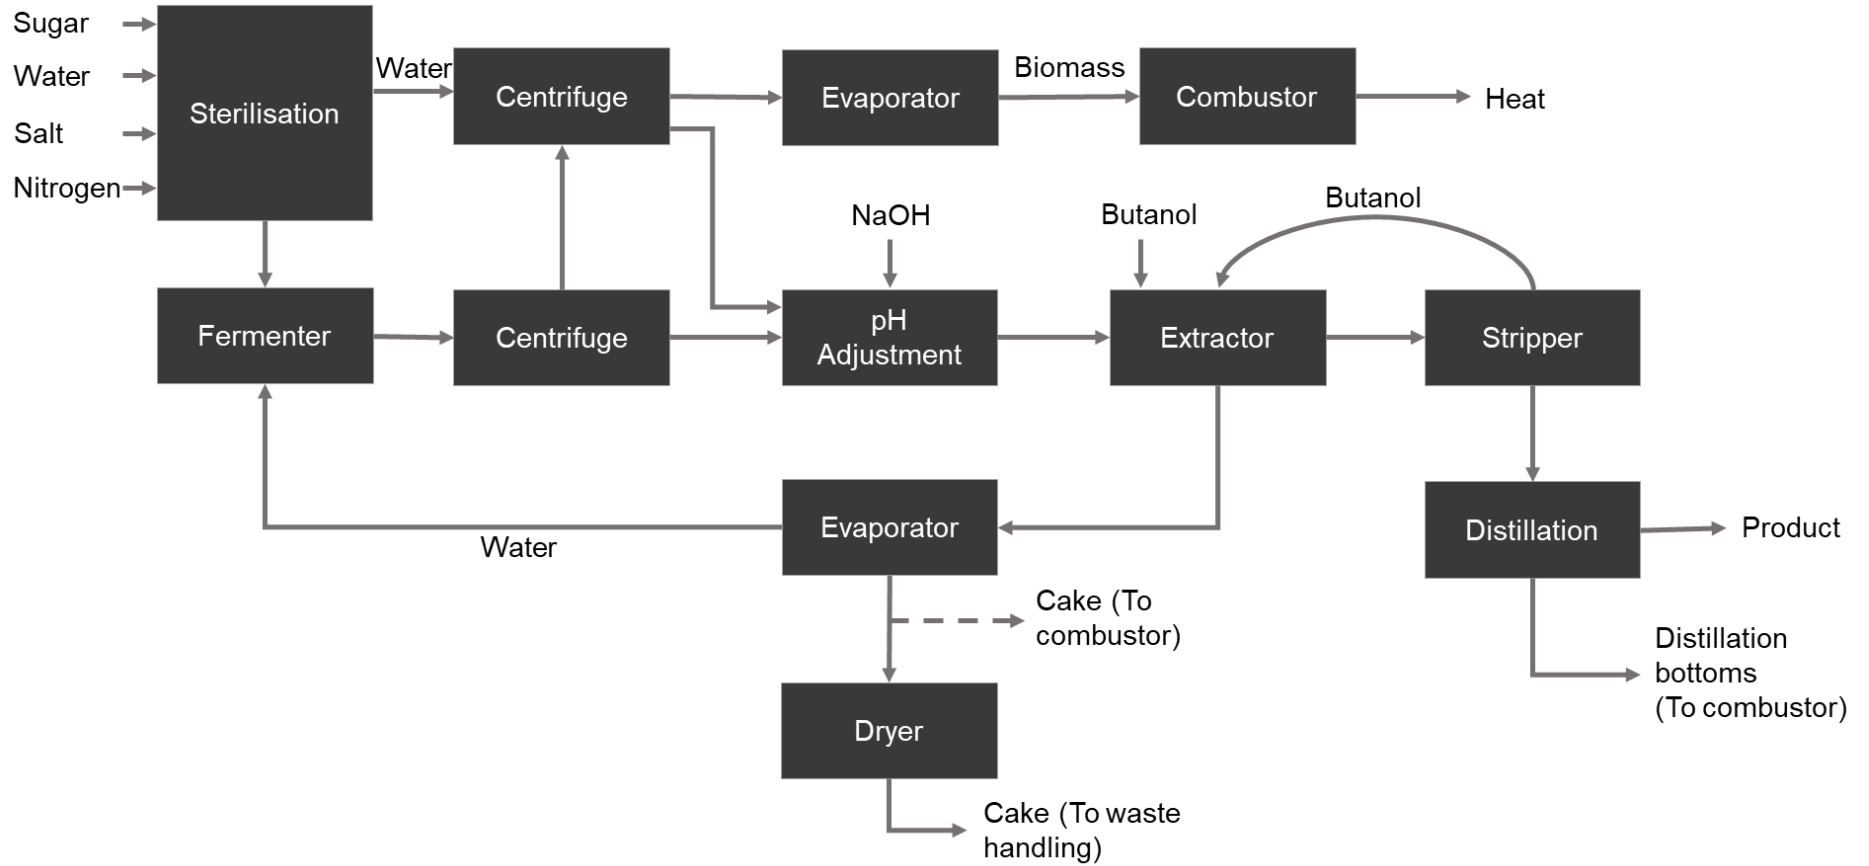 Sugar
Water
Salt
Nitrogen
Sterilisation
Water
Centrifuge
Evaporator
Biomass
Combustor
Heat
NaOH
Butanol
Butanol
Fermenter
Centrifuge
pH
Adjustment
Extractor
Stripper
Water
Evaporator
Distillation
Product
Cake (To
combustor)
Distillation
bottoms
(To combustor)
Dryer
Cake (To waste
handling)